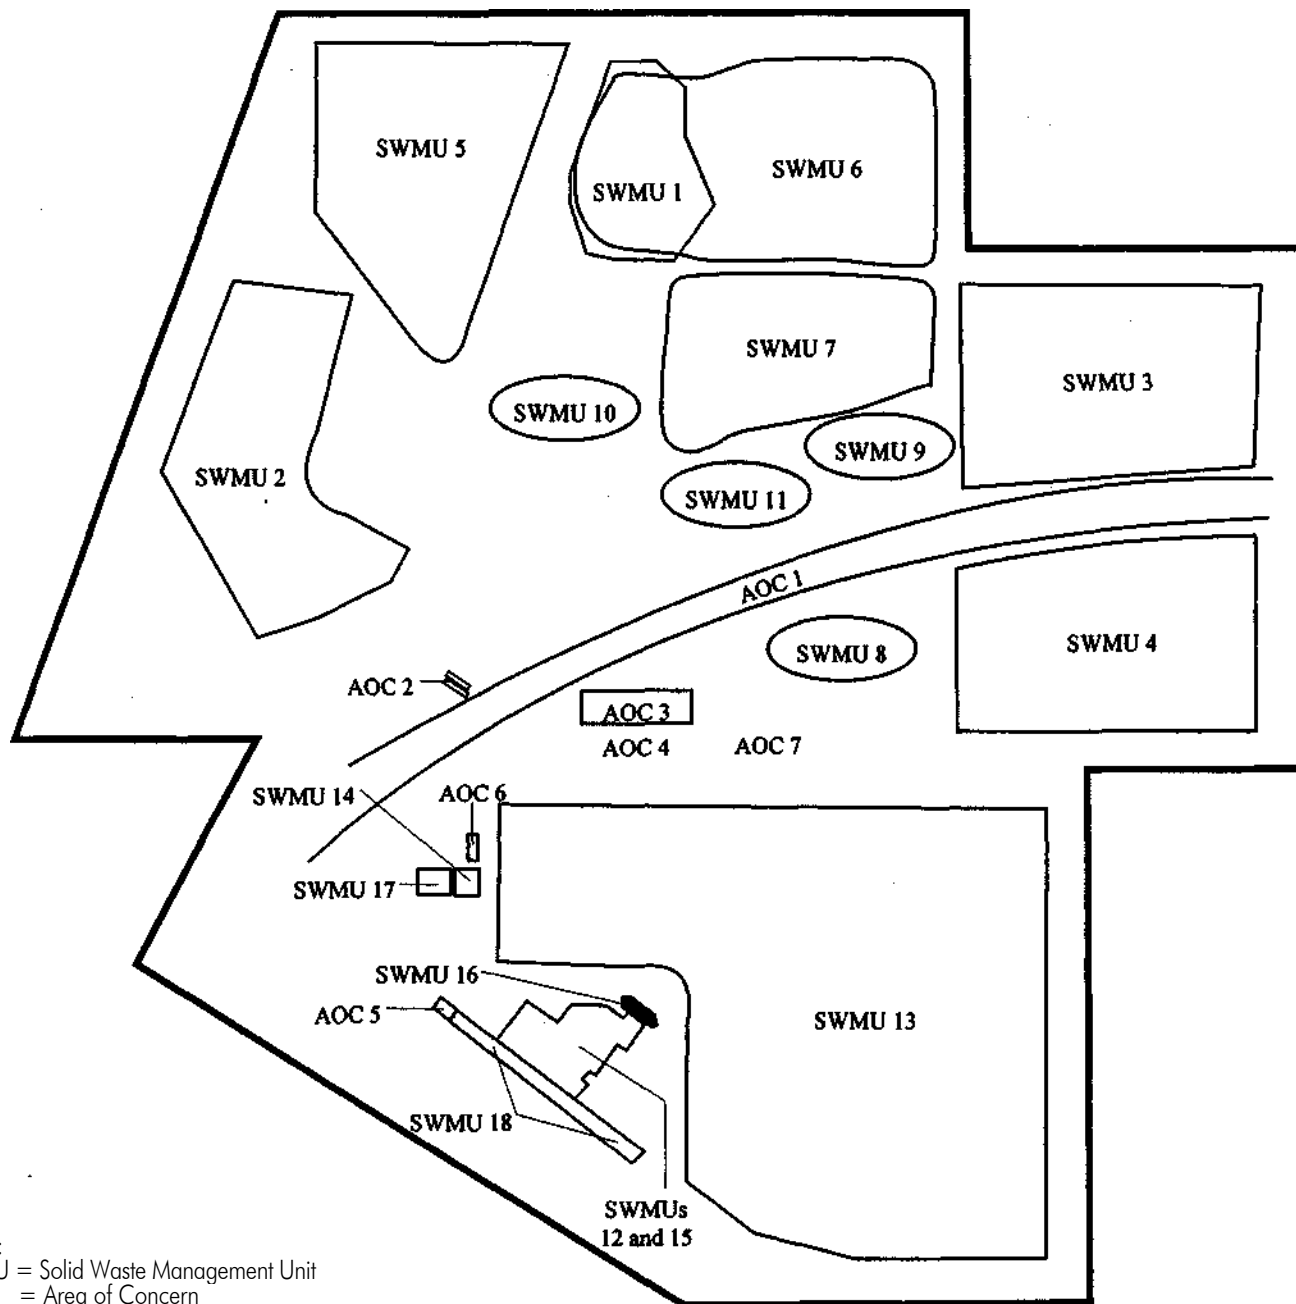 SWMU 5
SWMU 1
SWMU 6
SWMU 7
SWMU 3
SWMU 10
SWMU 9
SWMU 2
SWMU 11
AOC 1
SWMU 8
SWMU 4
AOC 2
AOC 3
AOC 4
AOC 7
SWMU 14
AOC 6
SWMU 17
SWMU 16
AOC 5
SWMU 13
SWMU 18
SWMUs
12 and 15
U = Solid Waste Management Unit
= Area of Concern